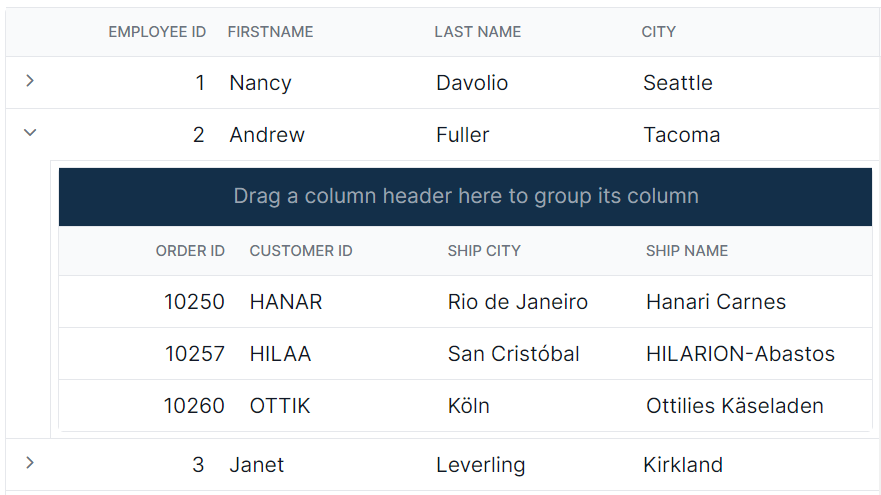 EMPLOYEE ID FIRSTNAME LAST NAME CITY
1 Nancy Davolio Seattle
2 Andrew Fuller Tacoma
Drag a column header here to group its column
ORDER ID CUSTOMER ID SHIP CITY SHIP NAME
10250 HANAR Rio de Janeiro Hanari Carnes
10257 HILAA San Cristóbal HILARION-Abastos
10260 OTTIK Köln Ottilies Käseladen
3 Janet Leverling Kirkland